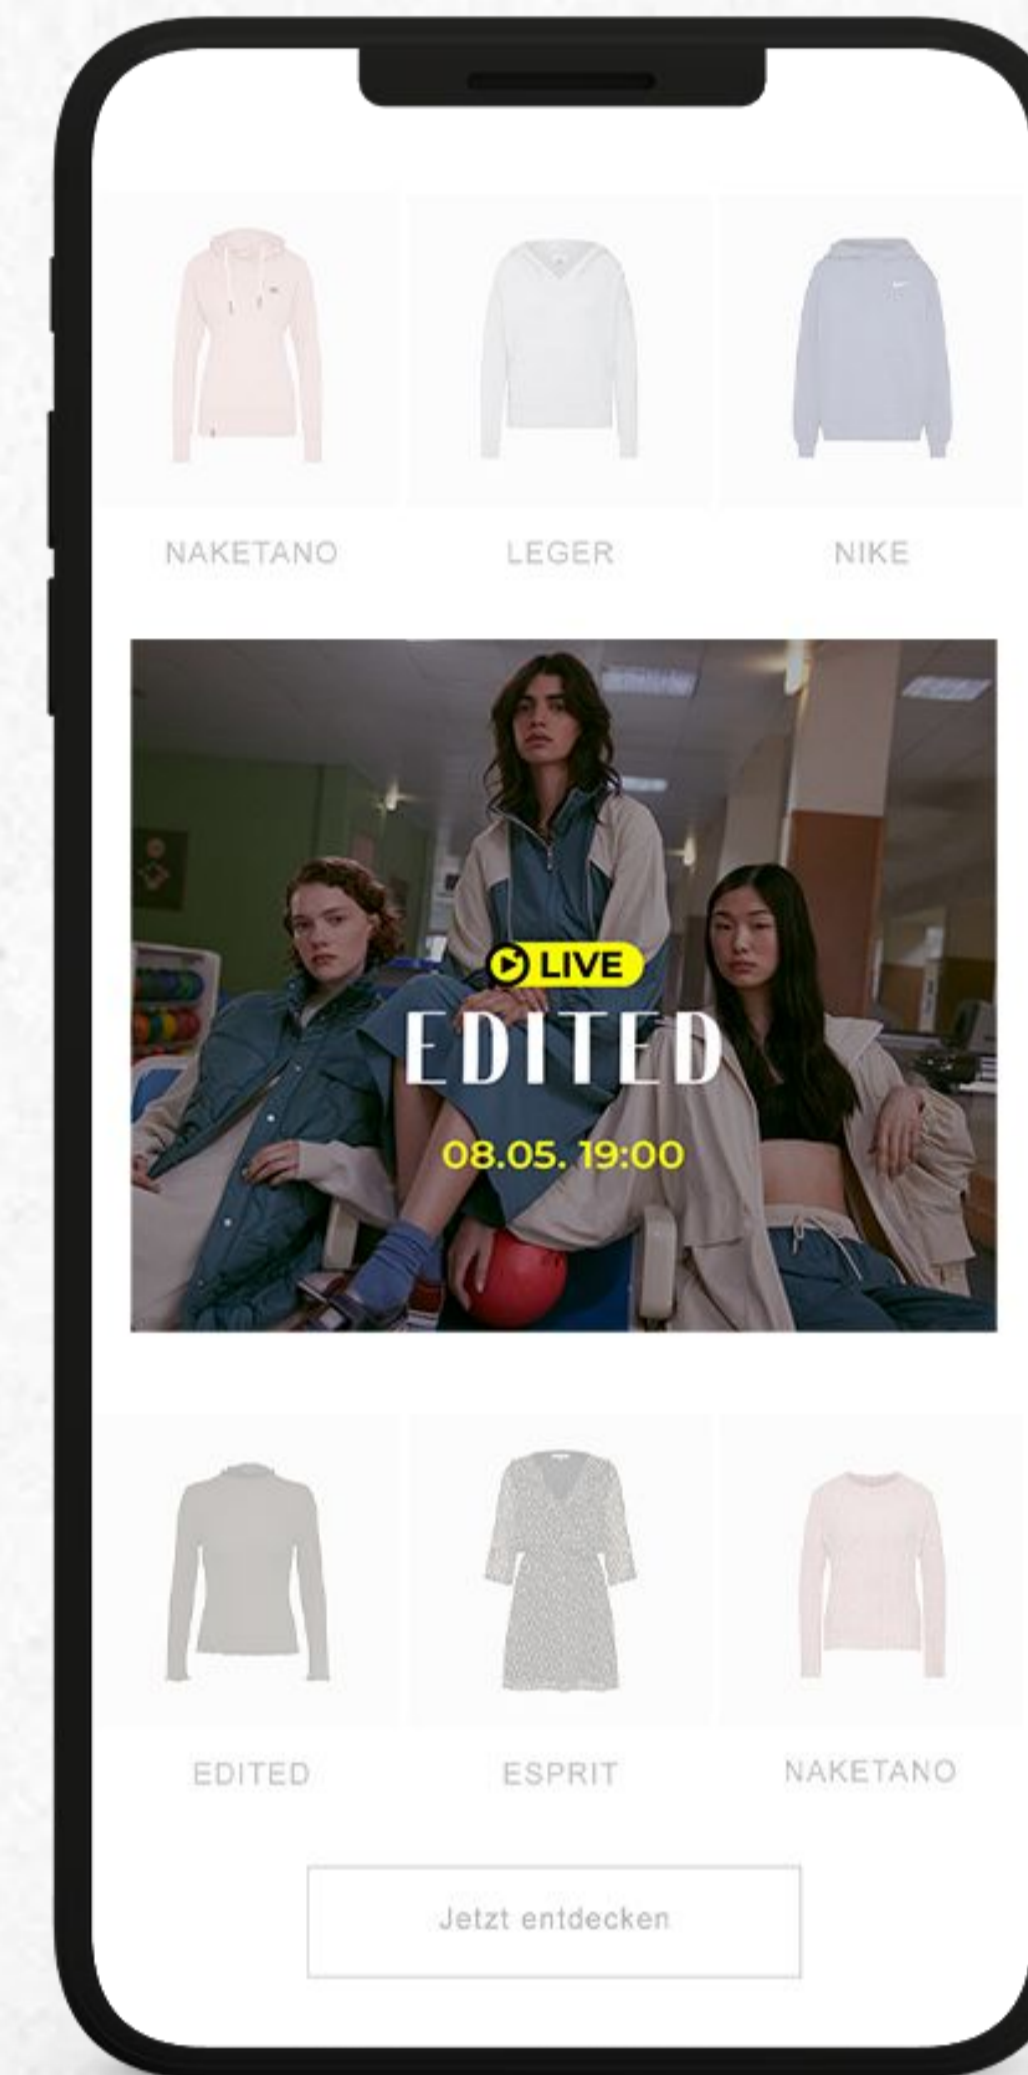 NAKETANO LEGER NIKE
LIVE
EDITED
08.05. 19:00
EDITED ESPRIT NAKETANO
Jetzt entdecken